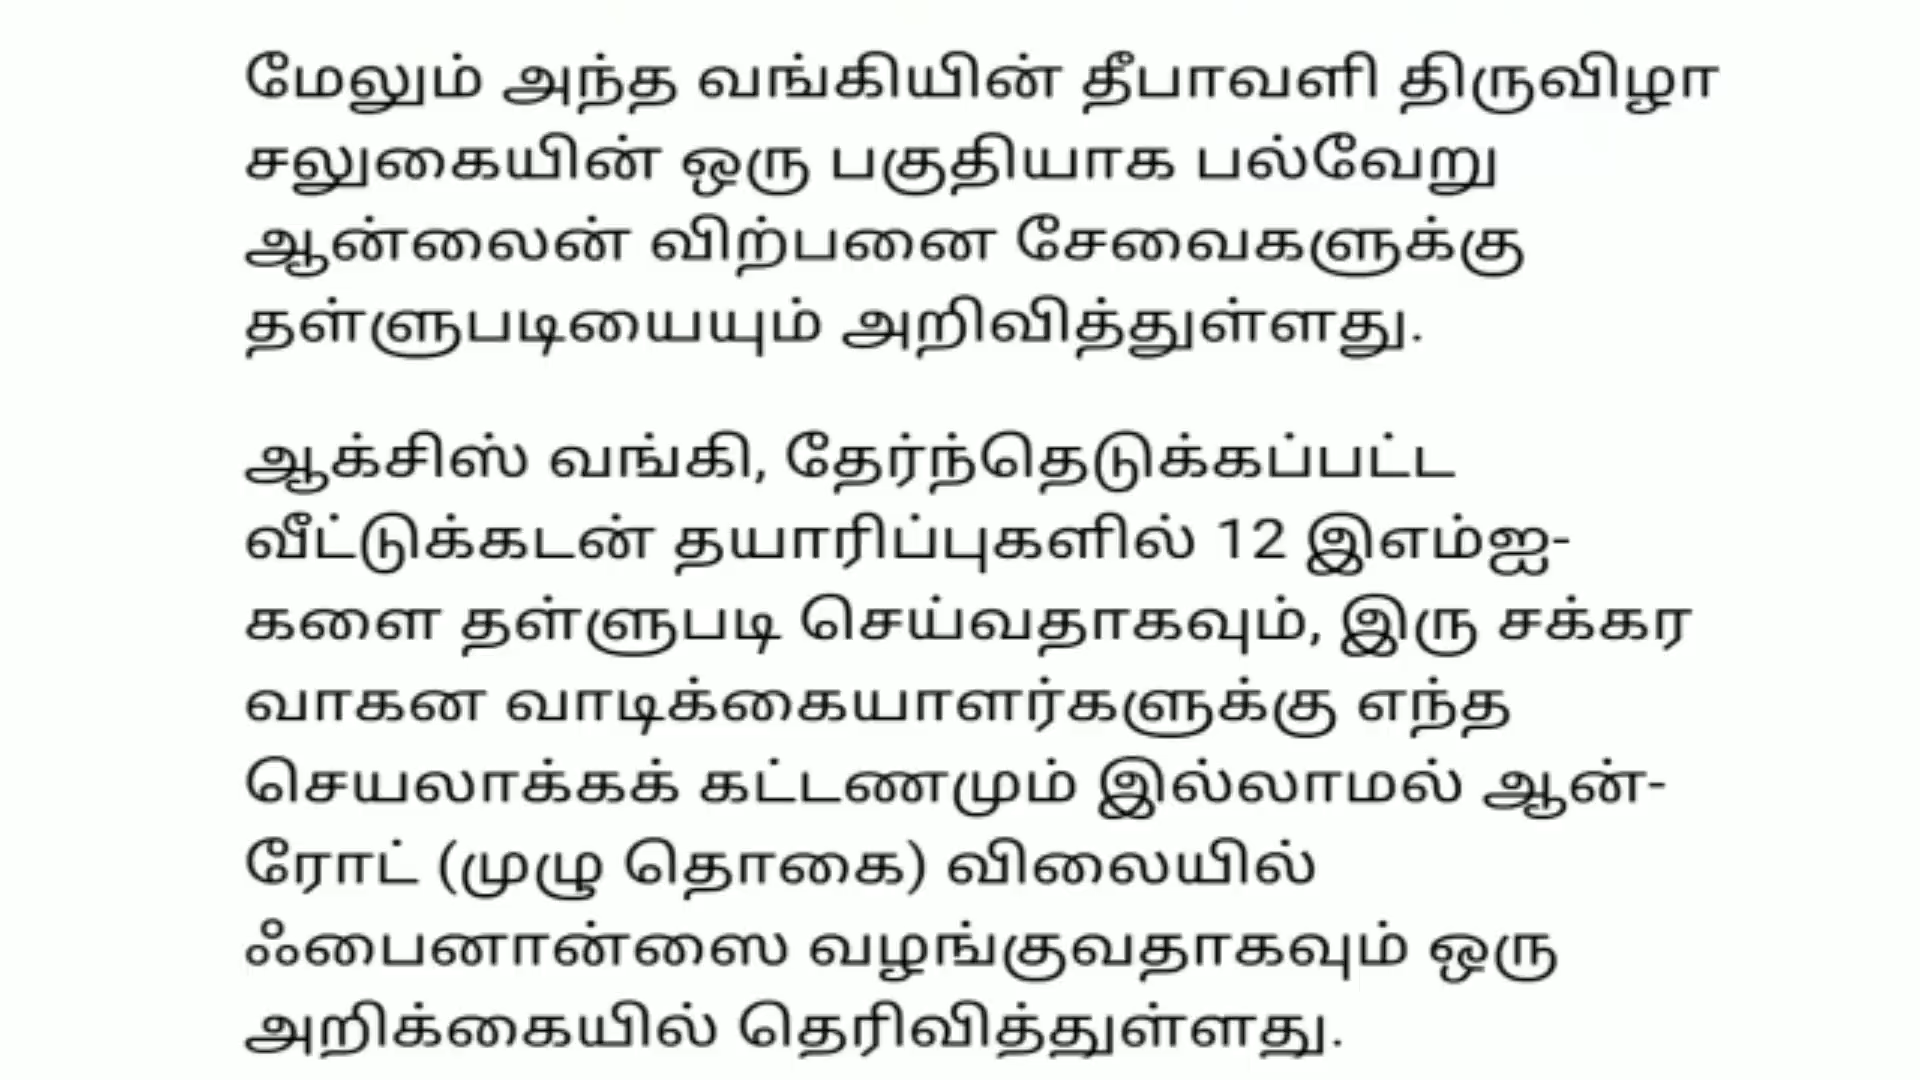 மேலும் அந்த வங்கியின் தீபாவளி திருவிழா
சலுகையின் ஒரு பகுதியாக பல்வேறு
ஆன்லைன் விற்பனை சேவைகளுக்கு
தள்ளுபடியையும் அறிவித்துள்ளது.
ஆக்சிஸ் வங்கி, தேர்ந்தெடுக்கப்பட்ட
வீட்டுக்கடன் தயாரிப்புகளில் 12 இஎம்ஐ-
களை தள்ளுபடி செய்வதாகவும், இரு சக்கர
வாகன வாடிக்கையாளர்களுக்கு எந்த
செயலாக்கக் கட்டணமும் இல்லாமல் ஆன்-
ரோட் (முழு தொகை) விலையில்
ஃபைனான்ஸை வழங்குவதாகவும் ஒரு
அறிக்கையில் தெரிவித்துள்ளது.